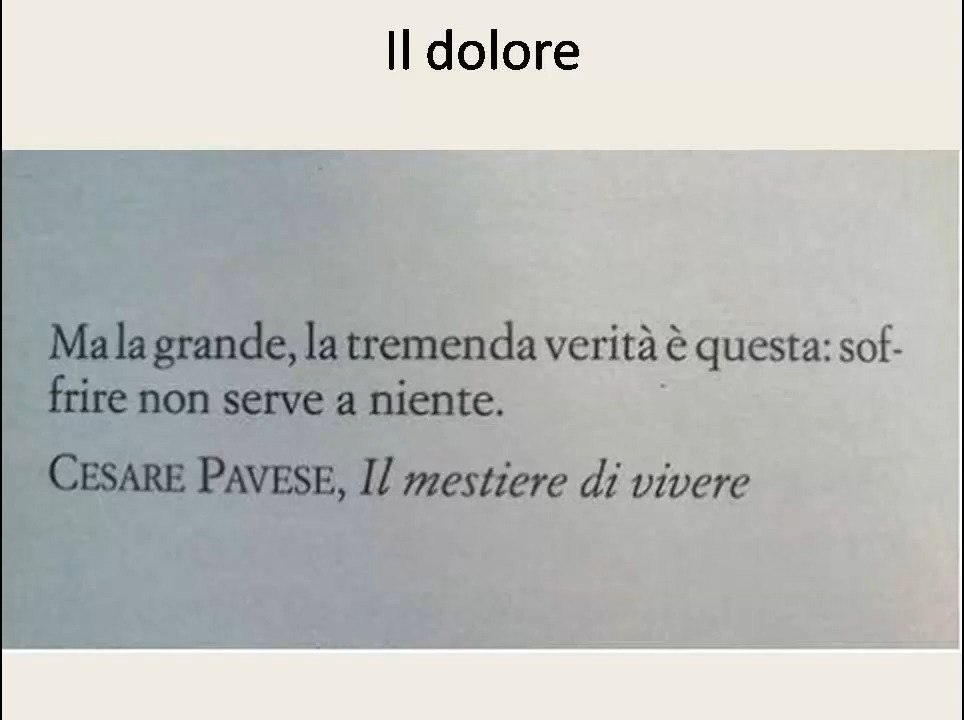 Il dolore
Ma la grande, la tremenda verità è questa: sof-
frire non serve a niente.
CESARE PAVESE, Il mestiere di vivere